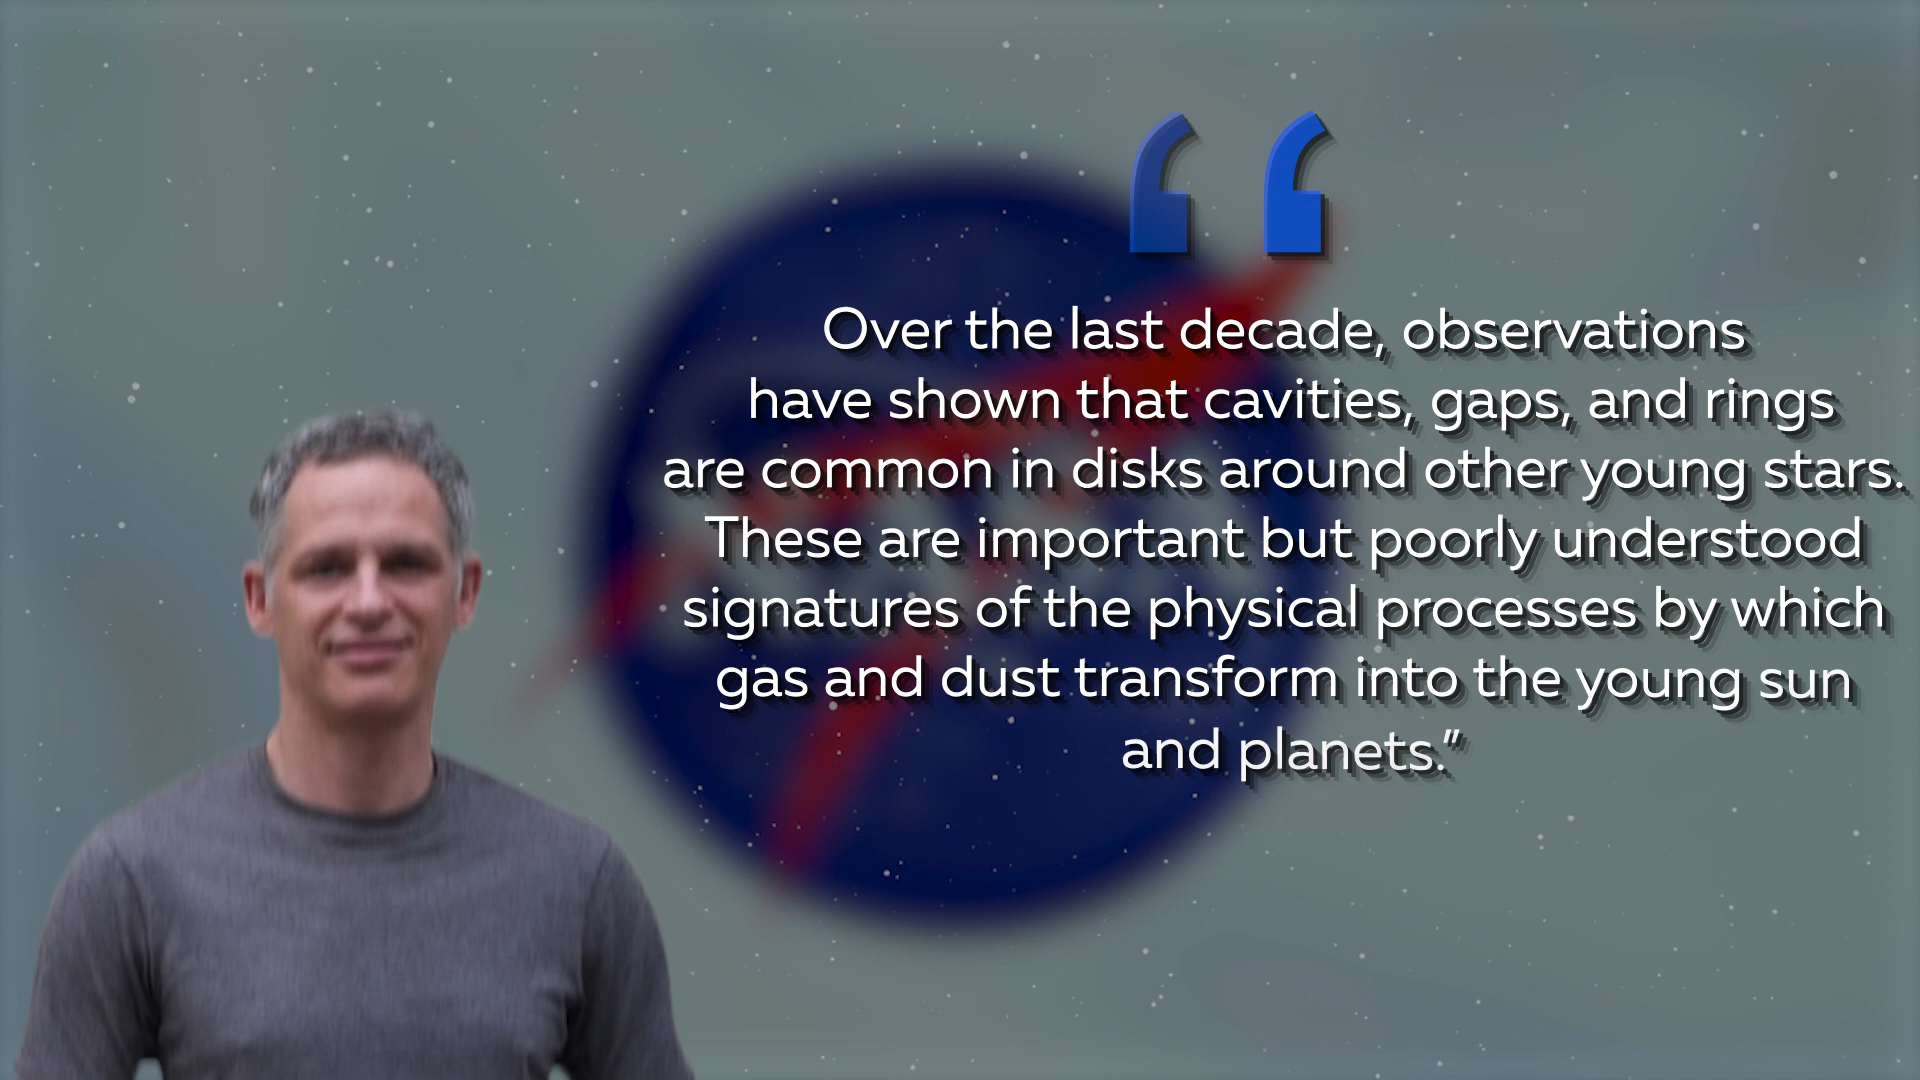 “
Over the last decade, observations
have shown that cavities, gaps, and rings
are common in disks around other young stars.
These are important but poorly understood
signatures of the physical processes by which
gas and dust transform into the young sun
and planets.”